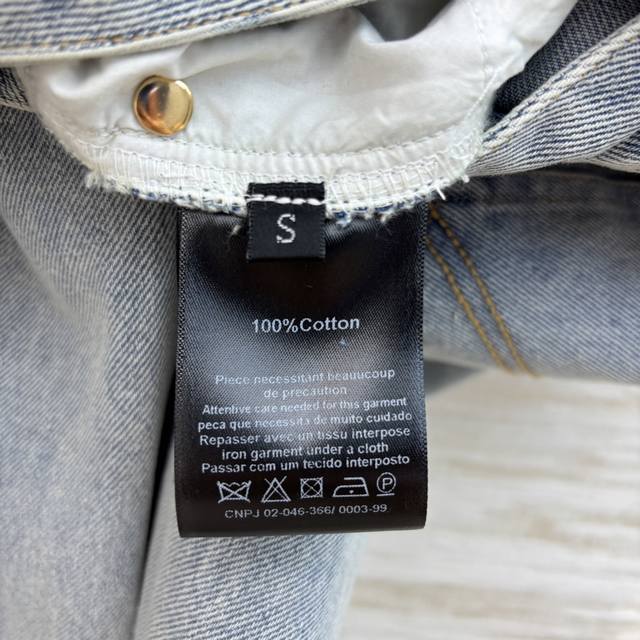 S
100%Cotton
Piece necessitant beaucoup
de precaution
Attentive care needed for this garment
peca que necessita de muito cuidado
Repasser avec un tissu interpose
iron garment under a cloth
Passar com um tecido interposto
CNPJ 02-046-366/ 0003-99